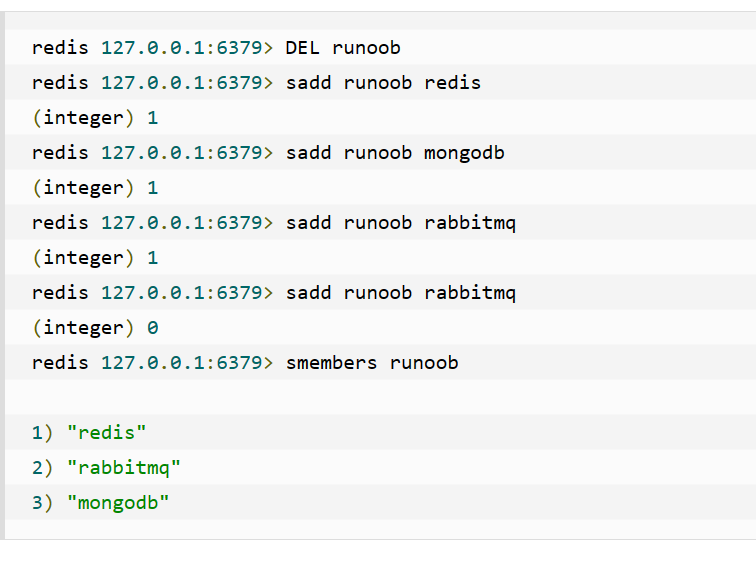 redis 127.0.0.1:6379> DEL runoob
redis 127.0.0.1:6379> sadd runoob redis
(integer) 1
redis 127.0.0.1:6379> sadd runoob mongodb
(integer) 1
redis 127.0.0.1:6379> sadd runoob rabbitmq
(integer) 1
redis 127.0.0.1:6379> sadd runoob rabbitmq
(integer) 0
redis 127.0.0.1:6379> smembers runoob
1) "redis"
2) "rabbitmq"
3) "mongodb"